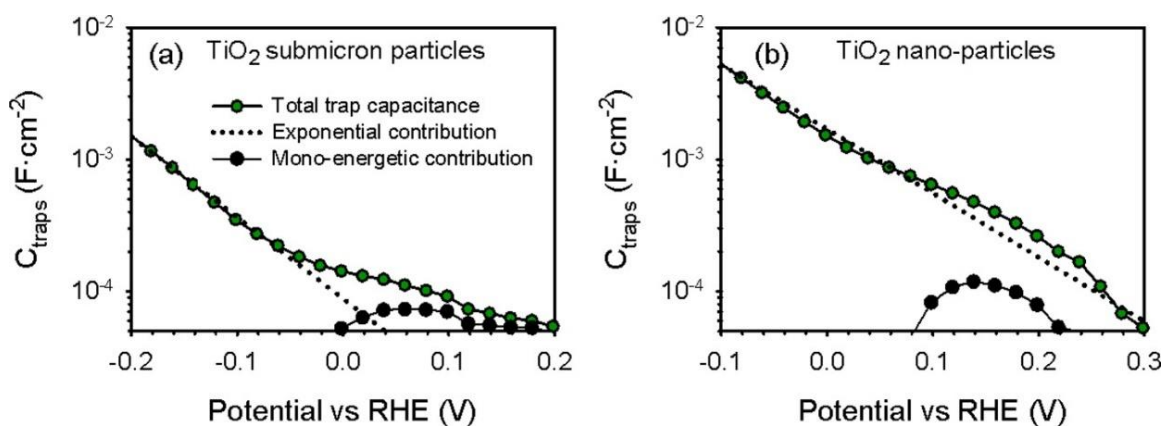 (a) TiO₂ submicron particles
Total trap capacitance
Exponential contribution
Mono-energetic contribution
10⁻²
10⁻³
10⁻⁴
C_traps (F·cm⁻²)
-0.2 -0.1 0.0 0.1 0.2
Potential vs RHE (V)
(b) TiO₂ nano-particles
10⁻²
10⁻³
10⁻⁴
C_traps (F·cm⁻²)
-0.1 0.0 0.1 0.2 0.3
Potential vs RHE (V)